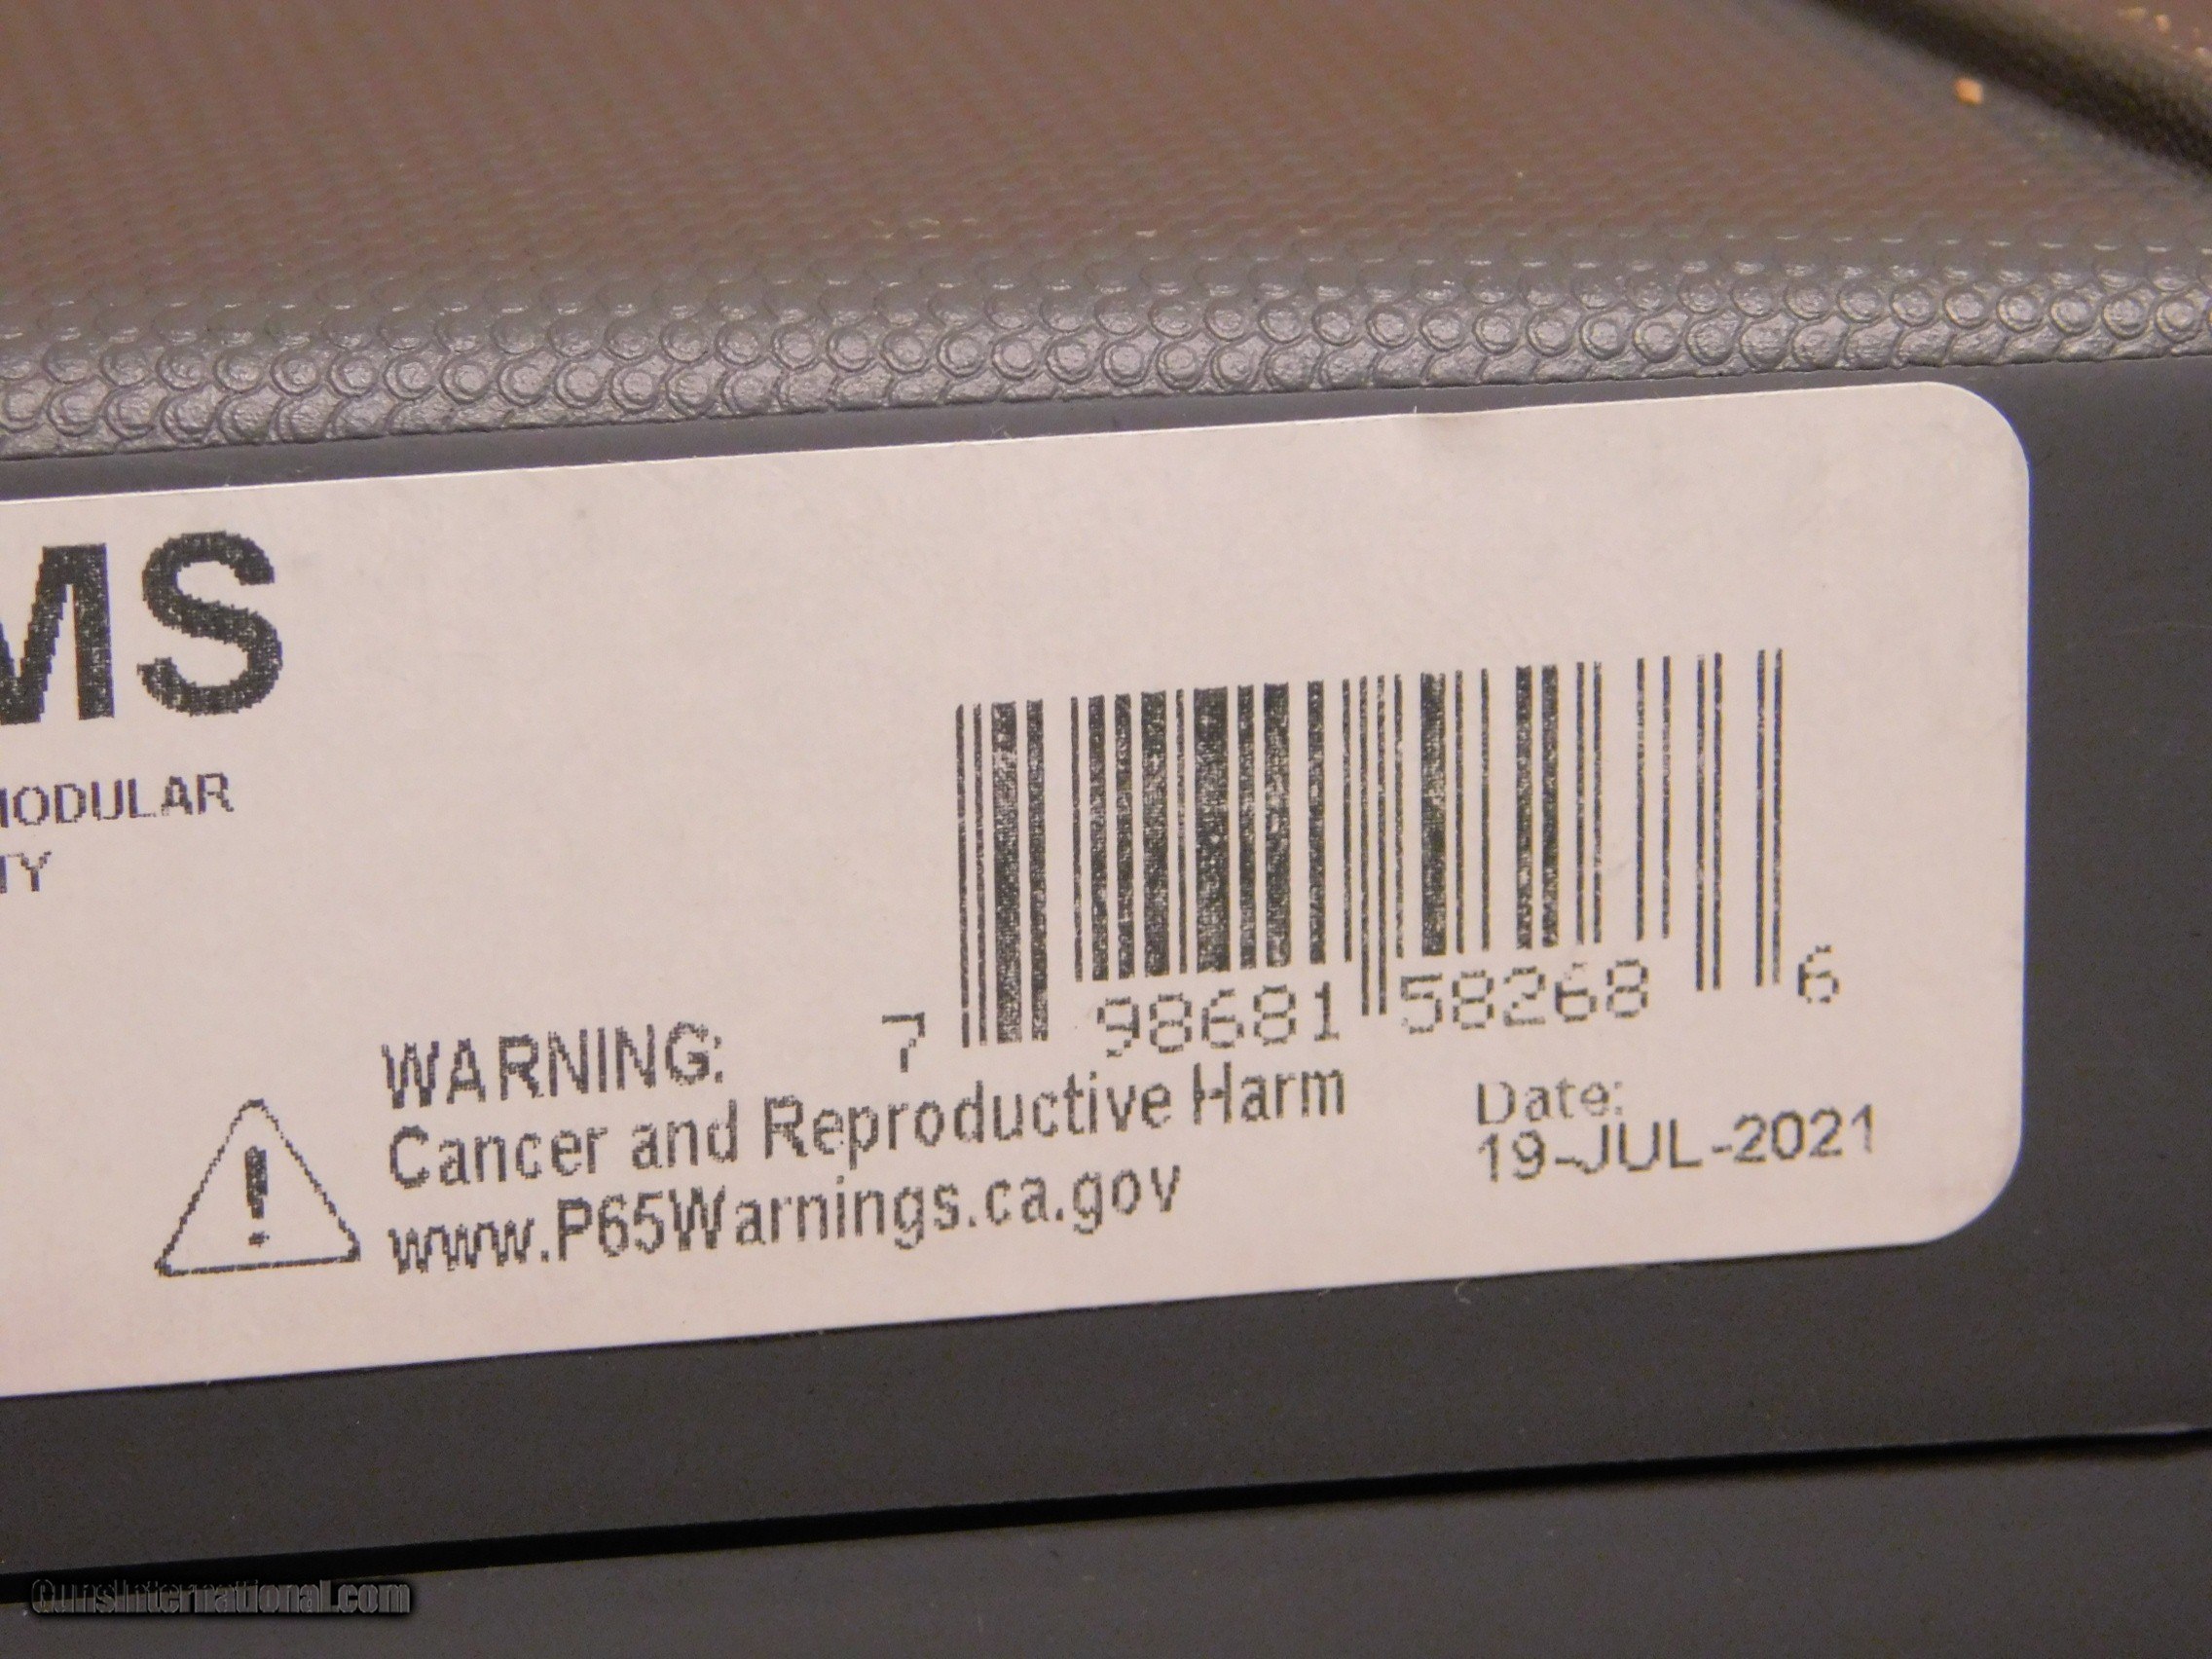 MS
MODULAR
TY
7 98681 58268 6
WARNING:
Cancer and Reproductive Harm
www.P65Warnings.ca.gov
Date:
19-JUL-2021
GunsInternational.com